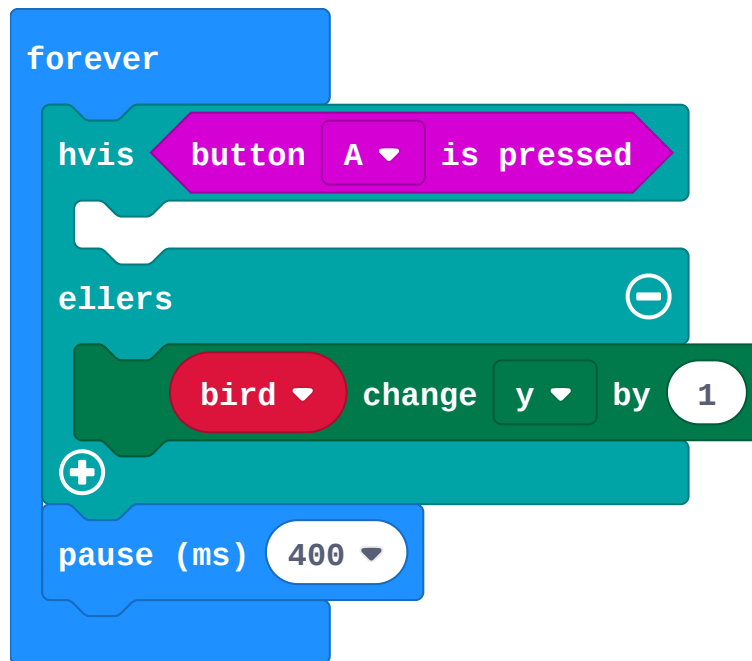 forever
hvis button A is pressed
ellers
bird change y by 1
pause (ms) 400